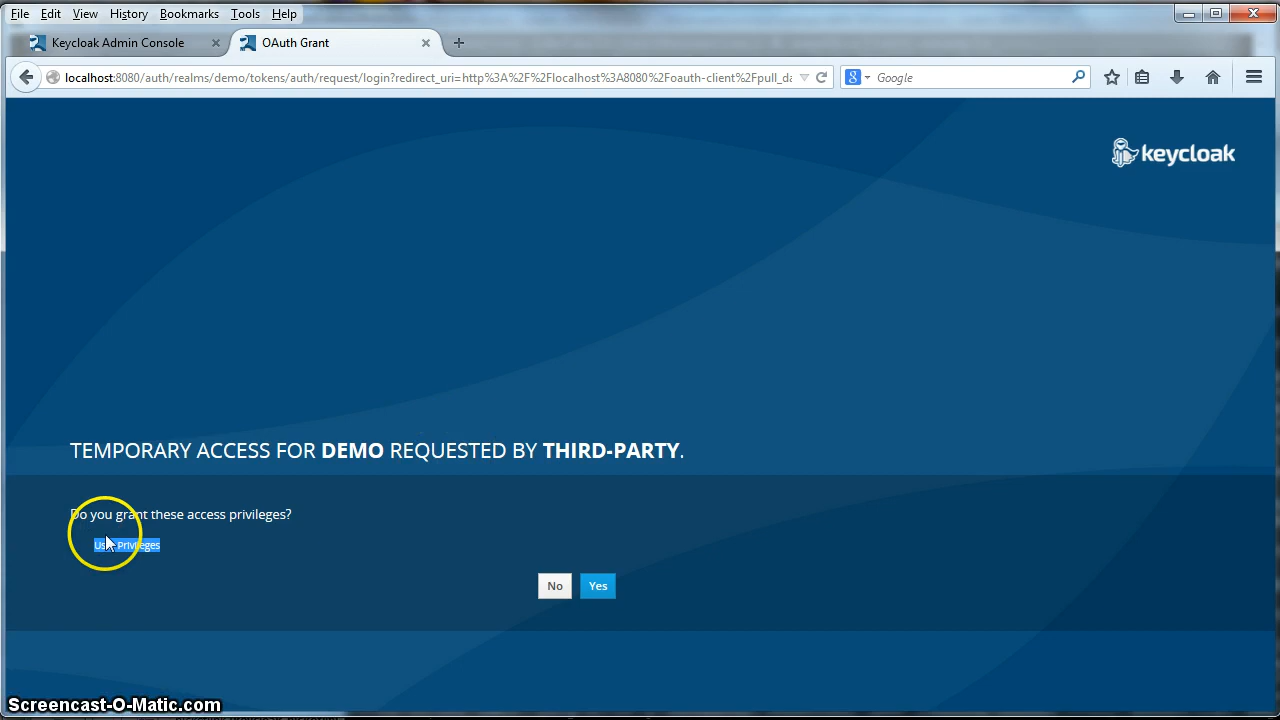 File Edit View History Bookmarks Tools Help
Keycloak Admin Console × OAuth Grant × +
localhost:8080/auth/realms/demo/tokens/auth/request/login?redirect_uri=http%3A%2F%2Flocalhost%3A8080%2Foauth-client%2Fpull_da
Google
keycloak
TEMPORARY ACCESS FOR DEMO REQUESTED BY THIRD-PARTY.
Do you grant these access privileges?
User Privileges
No Yes
Screencast-O-Matic.com